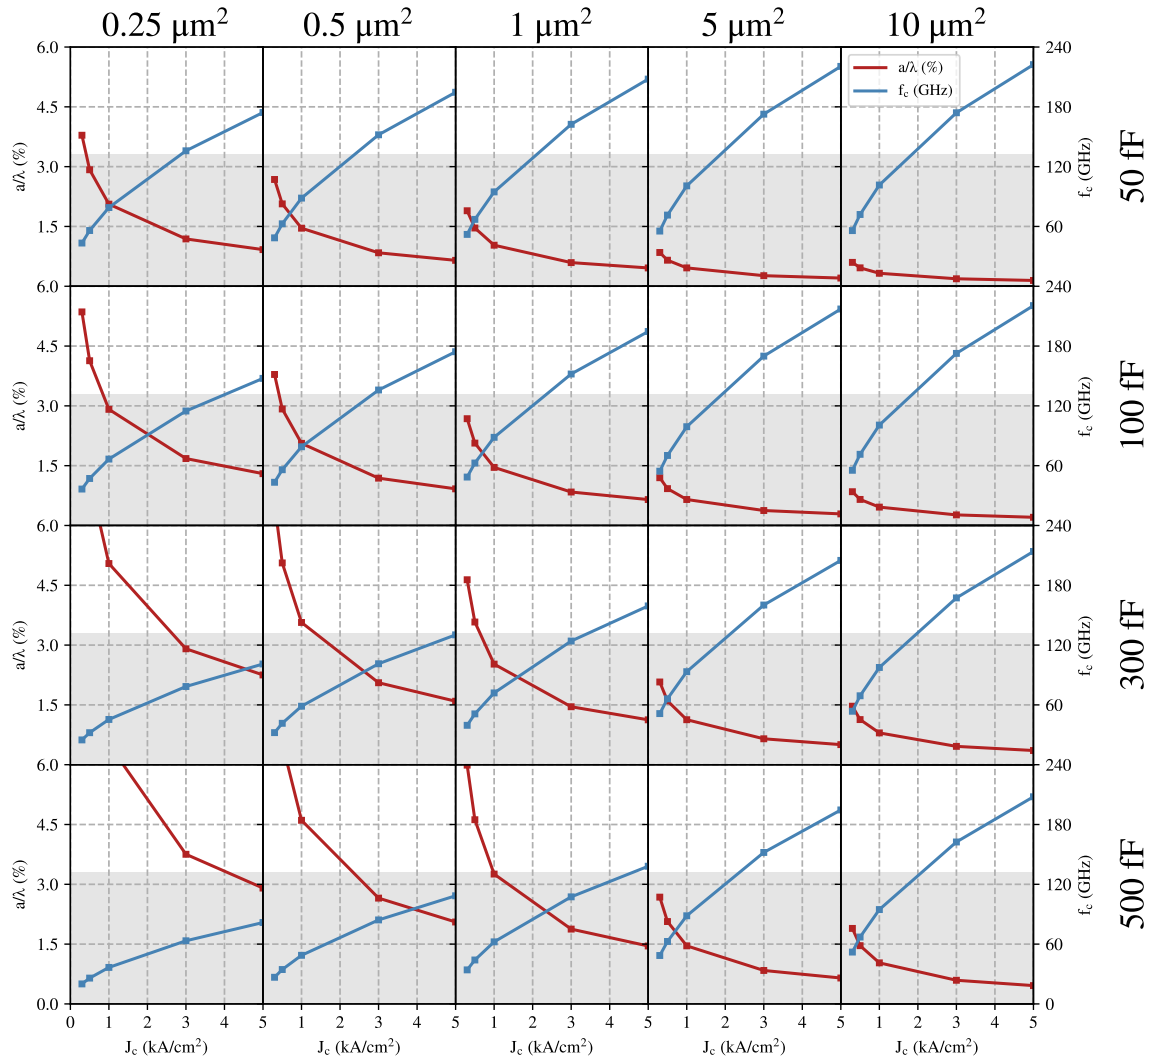 0.25 μm²
0.5 μm²
1 μm²
5 μm²
10 μm²
6.0
4.5
3.0
1.5
a/λ (%)
a/λ (%)
f_c (GHz)
240
180
120
60
f_c (GHz)
50 fF
6.0
4.5
3.0
1.5
a/λ (%)
240
180
120
60
f_c (GHz)
100 fF
6.0
4.5
3.0
1.5
a/λ (%)
240
180
120
60
f_c (GHz)
300 fF
6.0
4.5
3.0
1.5
0.0
a/λ (%)
240
180
120
60
0
f_c (GHz)
500 fF
0 1 2 3 4 5
1 2 3 4 5
1 2 3 4 5
1 2 3 4 5
1 2 3 4 5
J_c (kA/cm²)
J_c (kA/cm²)
J_c (kA/cm²)
J_c (kA/cm²)
J_c (kA/cm²)